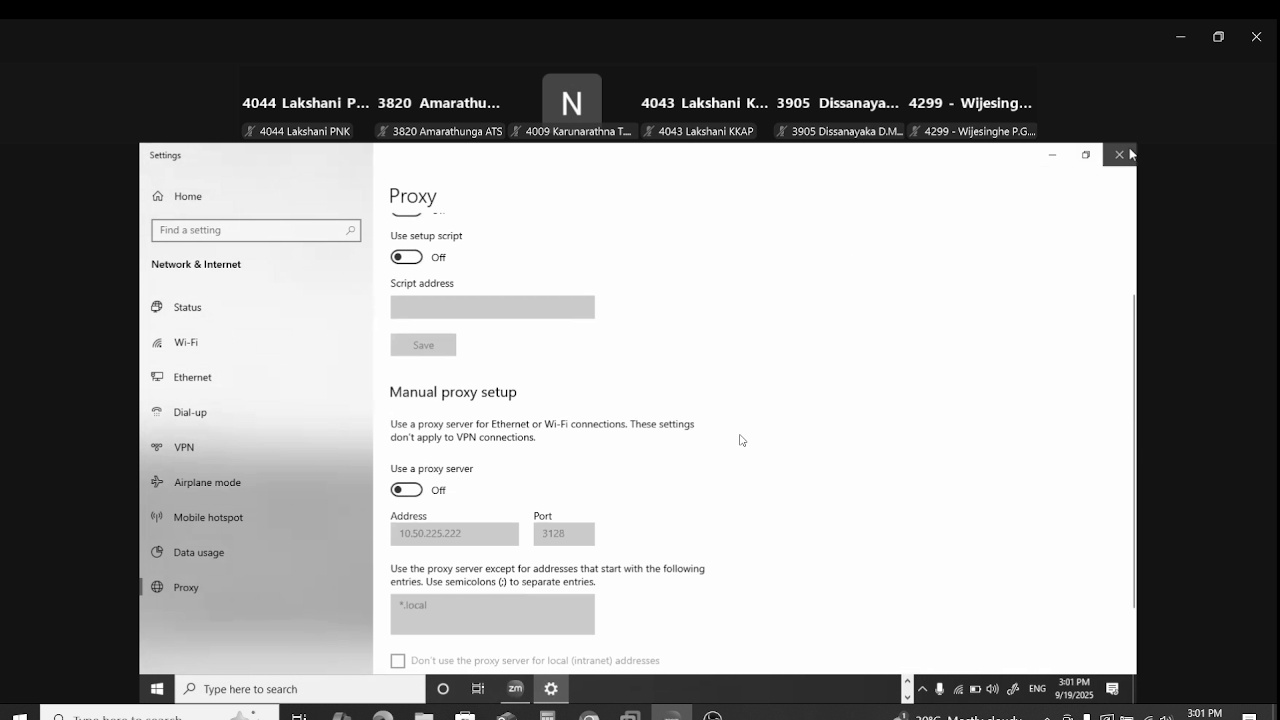 4044 Lakshani P...
3820 Amarathu...
N
4043 Lakshani K...
3905 Dissanaya...
4299 - Wijesing...
4044 Lakshani PNK
3820 Amarathunga ATS
4009 Karunarathna T....
4043 Lakshani KKAP
3905 Dissanayaka D.M...
4299 - Wijesinghe P.G....
Settings
Home
Find a setting
Network & Internet
Status
Wi-Fi
Ethernet
Dial-up
VPN
Airplane mode
Mobile hotspot
Data usage
Proxy
Proxy
Use setup script
Off
Script address
Save
Manual proxy setup
Use a proxy server for Ethernet or Wi-Fi connections. These settings
don't apply to VPN connections.
Use a proxy server
Off
Address
Port
10.50.225.222
3128
Use the proxy server except for addresses that start with the following
entries. Use semicolons (;) to separate entries.
*.local
Don't use the proxy server for local (intranet) addresses
Type here to search
zm
ENG
3:01 PM
9/19/2025
Type here to search
3:01 PM